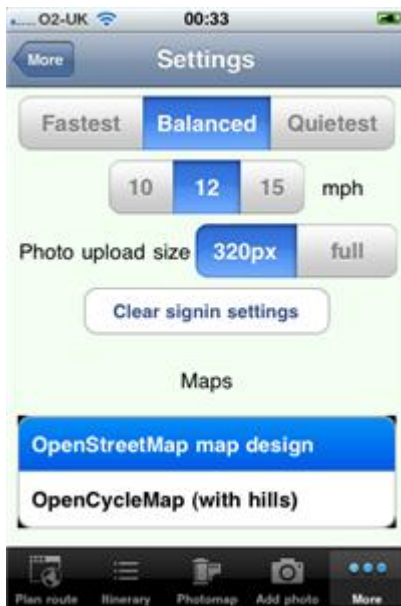 O2-UK 00:33
More Settings
Fastest Balanced Quietest
10 12 15 mph
Photo upload size 320px full
Clear signin settings
Maps
OpenStreetMap map design
OpenCycleMap (with hills)
Plan route Itinerary Photomap Add photo More